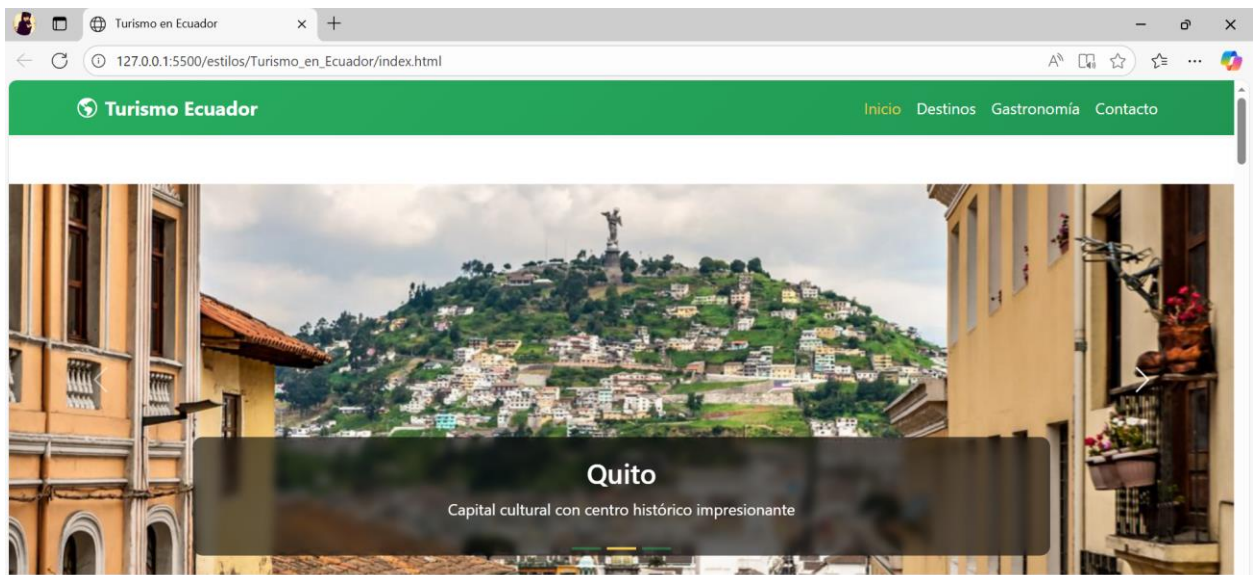 Turismo en Ecuador
127.0.0.1:5500/estilos/Turismo_en_Ecuador/index.html
Turismo Ecuador
Inicio Destinos Gastronomía Contacto
Quito
Capital cultural con centro histórico impresionante